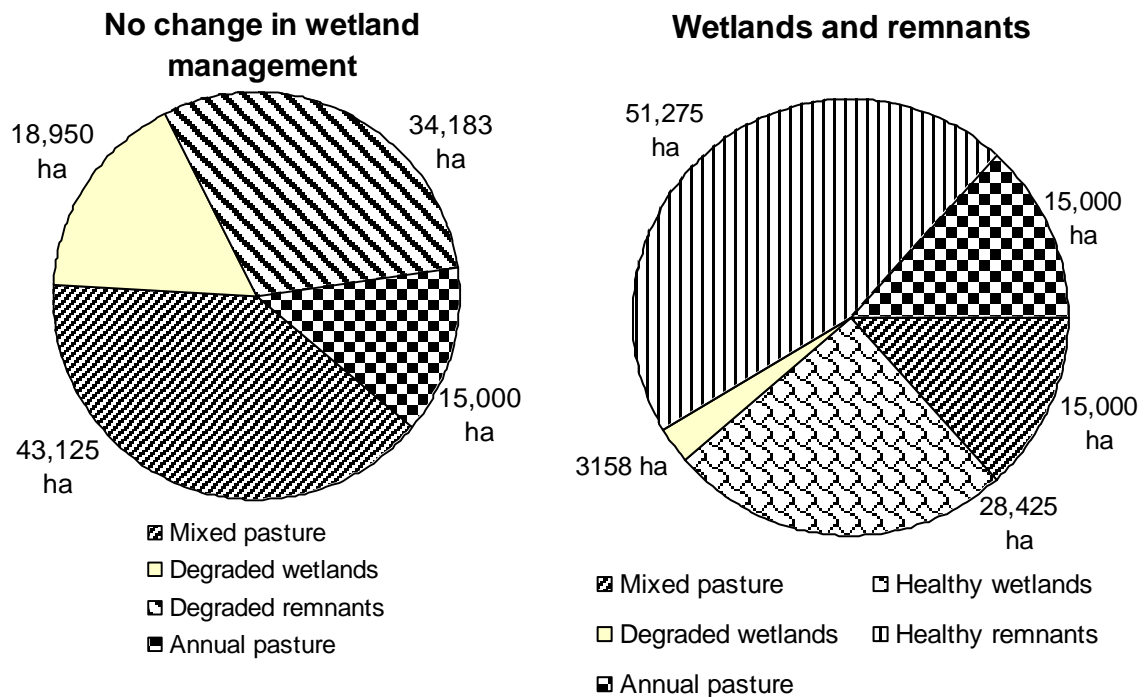 No change in wetland
management
18,950
ha
34,183
ha
15,000
ha
43,125
ha
Mixed pasture
Degraded wetlands
Degraded remnants
Annual pasture
Wetlands and remnants
51,275
ha
15,000
ha
15,000
ha
3158 ha
28,425
ha
Mixed pasture
Healthy wetlands
Degraded wetlands
Healthy remnants
Annual pasture